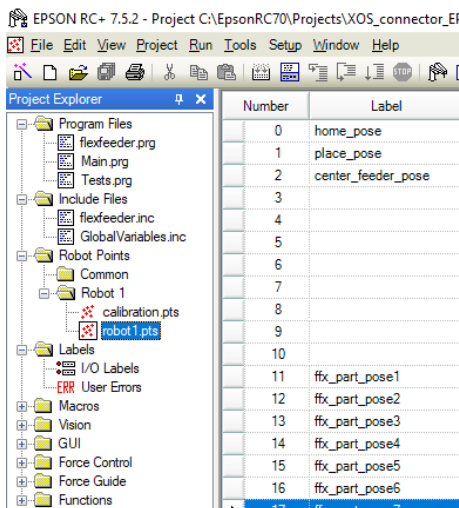 EPSON RC+ 7.5.2 - Project C:\EpsonRC70\Projects\XOS_connector_
File Edit View Project Run Tools Setup Window Help
STOP
Project Explorer
Program Files
flexfeeder.prg
Main.prg
Tests.prg
Include Files
flexfeeder.inc
GlobalVariables.inc
Robot Points
Common
Robot 1
calibration.pts
robot1.pts
Labels
I/O Labels
ERR User Errors
Macros
Vision
GUI
Force Control
Force Guide
Functions
Number Label
0 home_pose
1 place_pose
2 center_feeder_pose
3
4
5
6
7
8
9
10
11 ffx_part_pose1
12 ffx_part_pose2
13 ffx_part_pose3
14 ffx_part_pose4
15 ffx_part_pose5
16 ffx_part_pose6